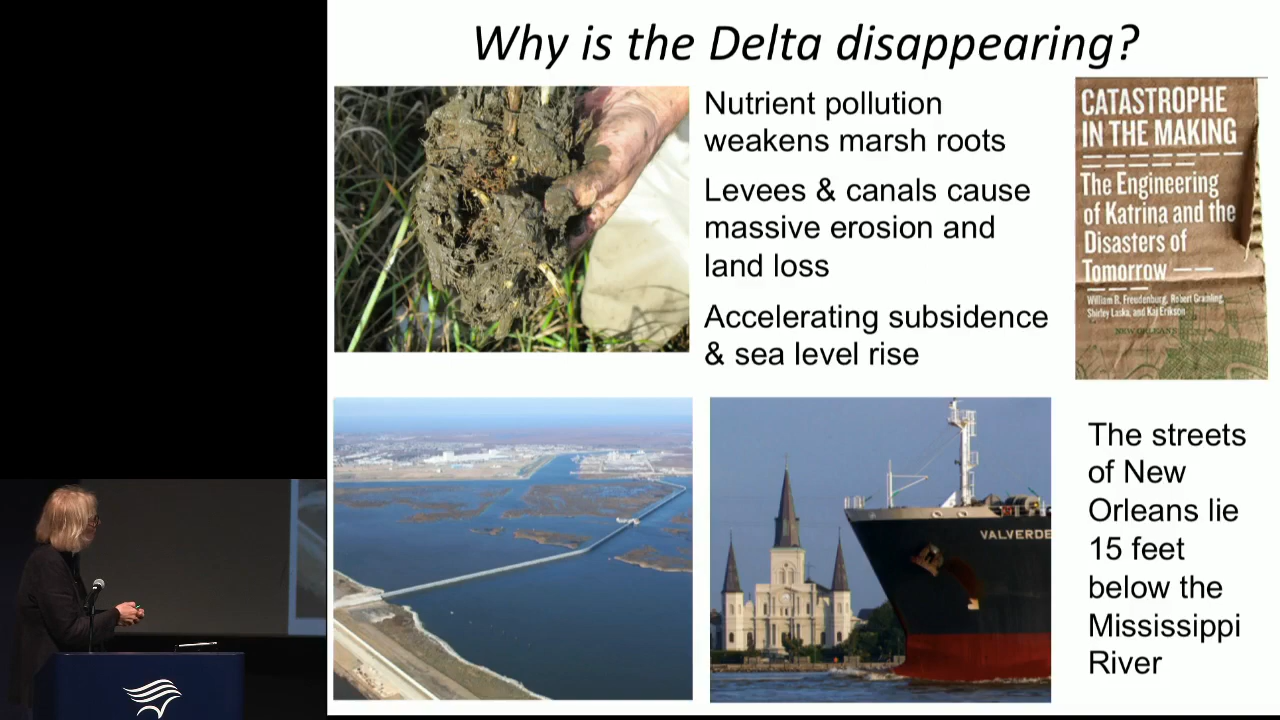 Why is the Delta disappearing?
Nutrient pollution
weakens marsh roots
Levees & canals cause
massive erosion and
land loss
Accelerating subsidence
& sea level rise
CATASTROPHE
IN THE MAKING
The Engineering
of Katrina and the
Disasters of
Tomorrow
William R. Freudenburg, Robert Gramling,
Shirley Laska, and Kai Erikson
NEW ORLEANS
VALVERDE
The streets
of New
Orleans lie
15 feet
below the
Mississippi
River